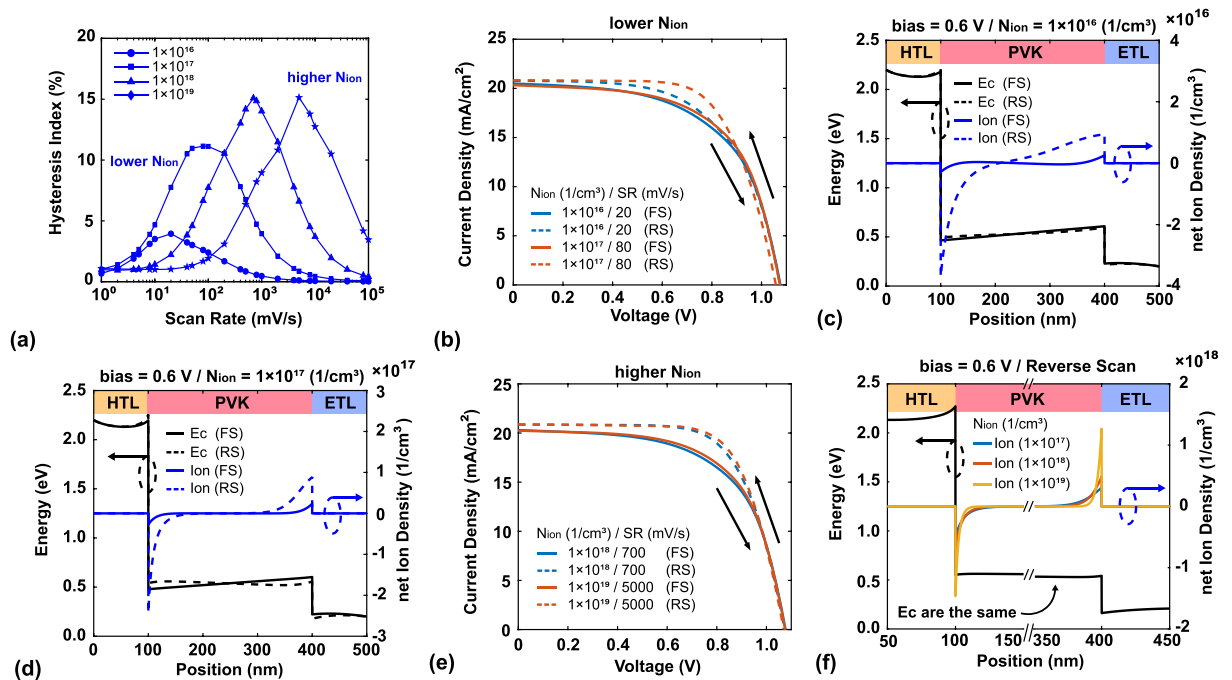 20
15
10
5
0
Hysteresis Index (%)
1×10¹⁶
1×10¹⁷
1×10¹⁸
1×10¹⁹
higher Nion
lower Nion
10⁰ 10¹ 10² 10³ 10⁴ 10⁵
Scan Rate (mV/s)
(a)
lower Nion
25
20
15
10
5
0
Current Density (mA/cm²)
Nion (1/cm³) / SR (mV/s)
1×10¹⁶ / 20 (FS)
1×10¹⁶ / 20 (RS)
1×10¹⁷ / 80 (FS)
1×10¹⁷ / 80 (RS)
0 0.2 0.4 0.6 0.8 1.0
Voltage (V)
(b)
bias = 0.6 V / Nion = 1×10¹⁶ (1/cm³)
×10¹⁶
HTL PVK ETL
2.5
2.0
1.5
1.0
0.5
0.0
Energy (eV)
Ec (FS)
Ec (RS)
Ion (FS)
Ion (RS)
4
3
2
1
0
-1
-2
-3
-4
net Ion Density (1/cm³)
0 100 200 300 400 500
Position (nm)
(c)
bias = 0.6 V / Nion = 1×10¹⁷ (1/cm³)
×10¹⁷
HTL PVK ETL
2.5
2.0
1.5
1.0
0.5
0.0
Energy (eV)
Ec (FS)
Ec (RS)
Ion (FS)
Ion (RS)
3
2
1
0
-1
-2
-3
net Ion Density (1/cm³)
0 100 200 300 400 500
Position (nm)
(d)
higher Nion
25
20
15
10
5
0
Current Density (mA/cm²)
Nion (1/cm³) / SR (mV/s)
1×10¹⁸ / 700 (FS)
1×10¹⁸ / 700 (RS)
1×10¹⁹ / 5000 (FS)
1×10¹⁹ / 5000 (RS)
0 0.2 0.4 0.6 0.8 1.0
Voltage (V)
(e)
bias = 0.6 V / Reverse Scan
×10¹⁸
HTL PVK ETL
2.5
2.0
1.5
1.0
0.5
0.0
Energy (eV)
Nion (1/cm³)
Ion (1×10¹⁷)
Ion (1×10¹⁸)
Ion (1×10¹⁹)
Ec are the same
2
1
0
-1
-2
net Ion Density (1/cm³)
50 100 150 350 400 450
Position (nm)
(f)